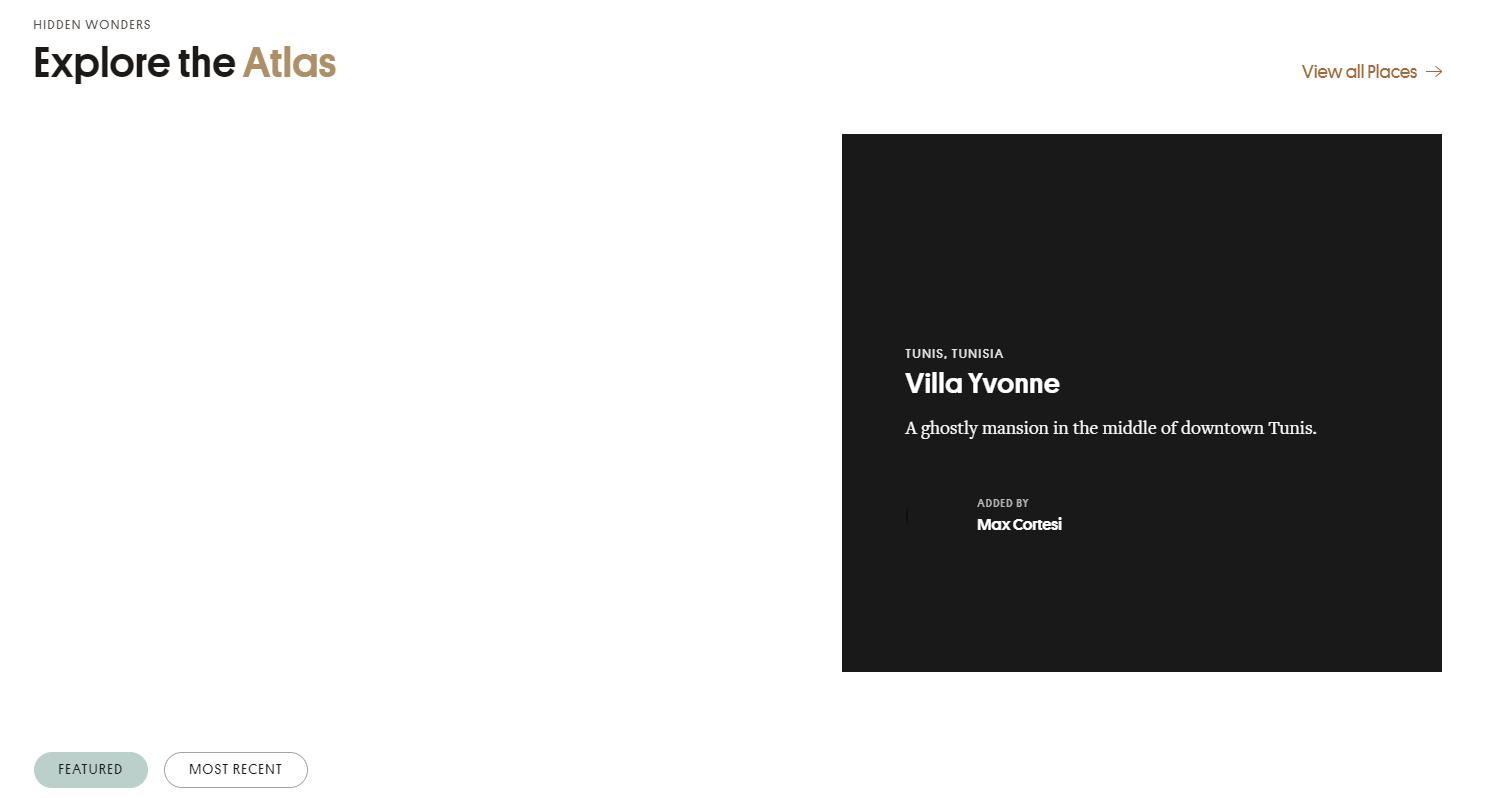 HIDDEN WONDERS
Explore the Atlas
View all Places →
TUNIS, TUNISIA
Villa Yvonne
A ghostly mansion in the middle of downtown Tunis.
ADDED BY
Max Cortesi
FEATURED
MOST RECENT